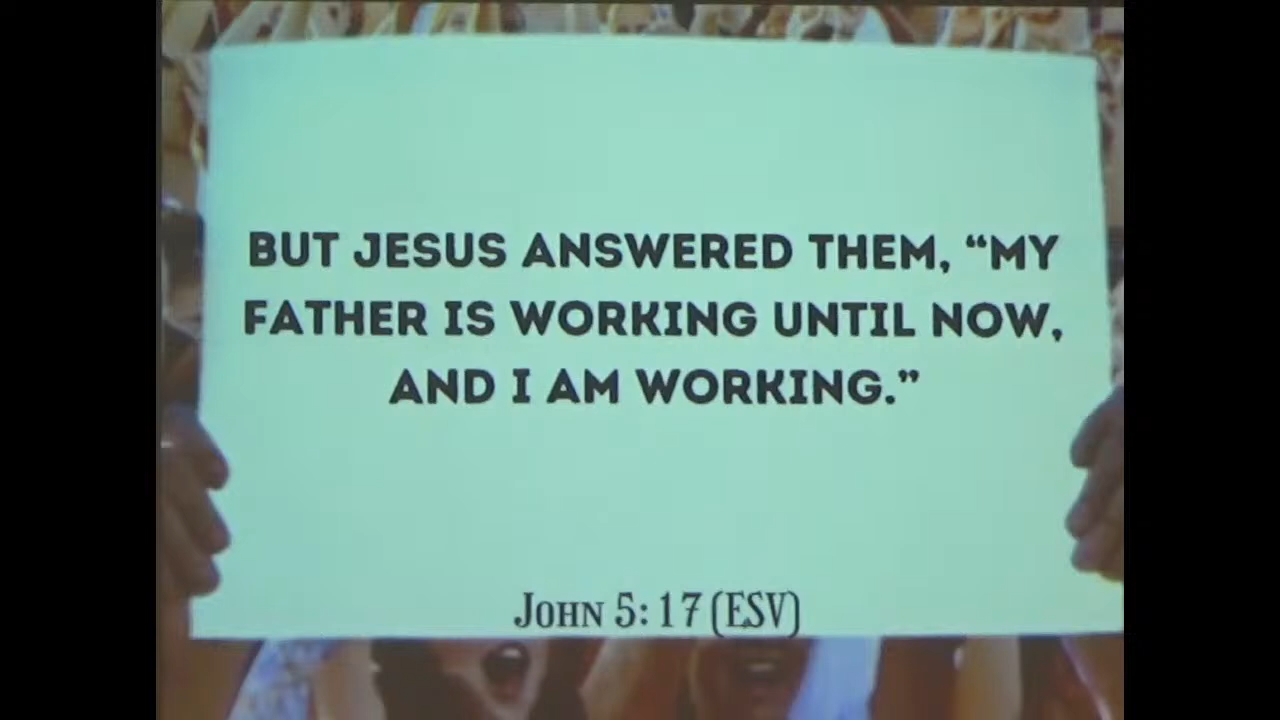 BUT JESUS ANSWERED THEM, “MY
FATHER IS WORKING UNTIL NOW,
AND I AM WORKING.”
JOHN 5:17 (ESV)